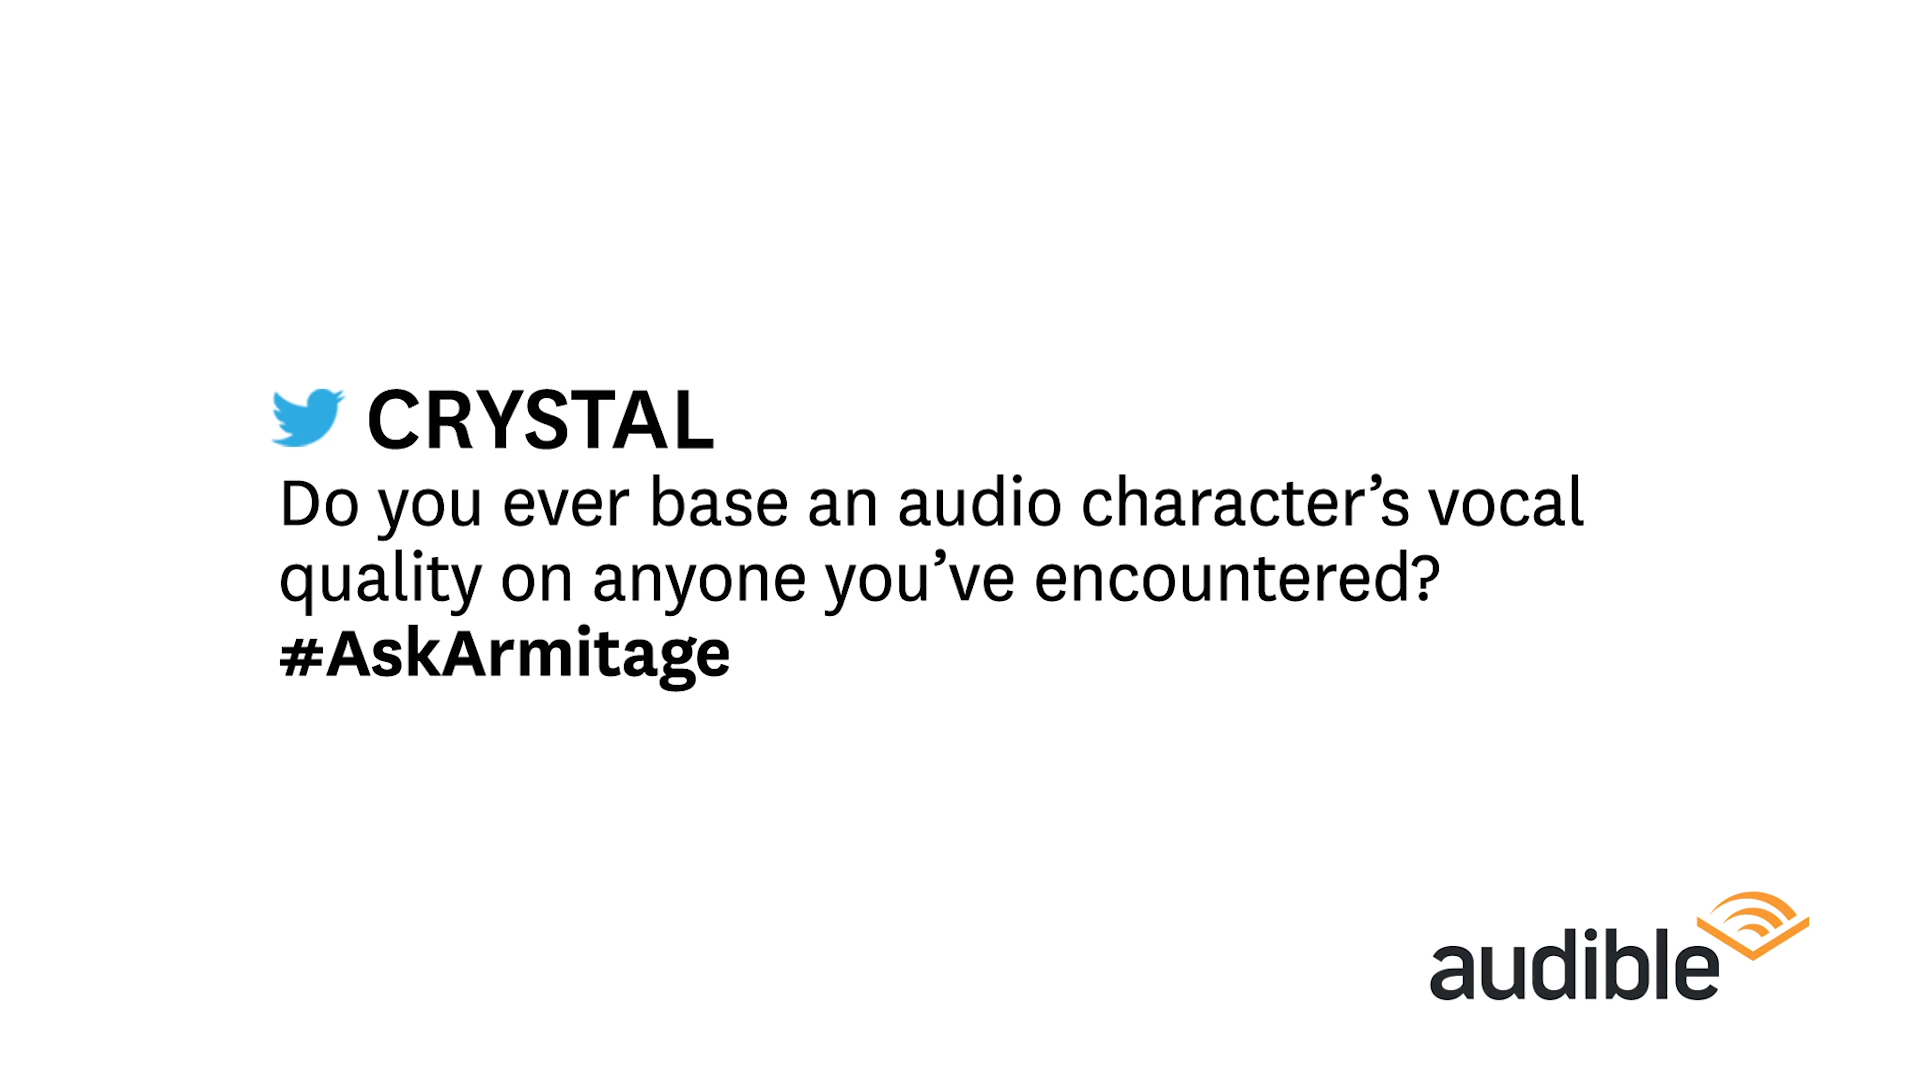 CRYSTAL
Do you ever base an audio character’s vocal
quality on anyone you’ve encountered?
#AskArmitage
audible